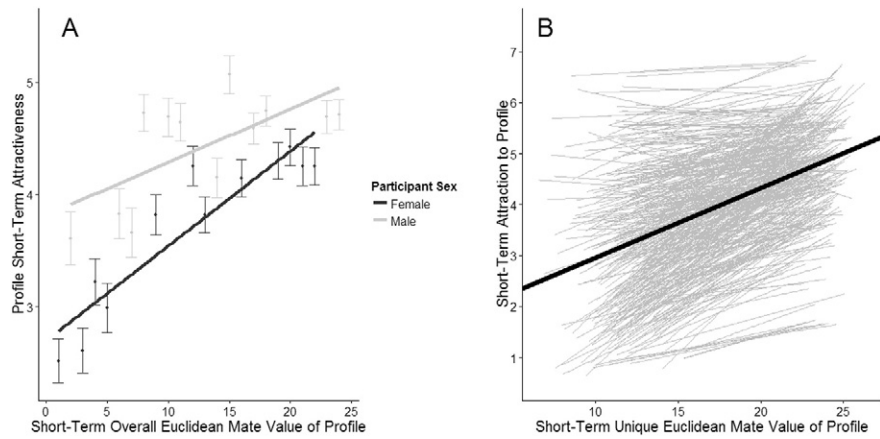 A
Profile Short-Term Attractiveness
5
4
3
0
5
10
15
20
25
Short-Term Overall Euclidean Mate Value of Profile
Participant Sex
Female
Male
B
Short-Term Attraction to Profile
7
6
5
4
3
2
1
10
15
20
25
Short-Term Unique Euclidean Mate Value of Profile